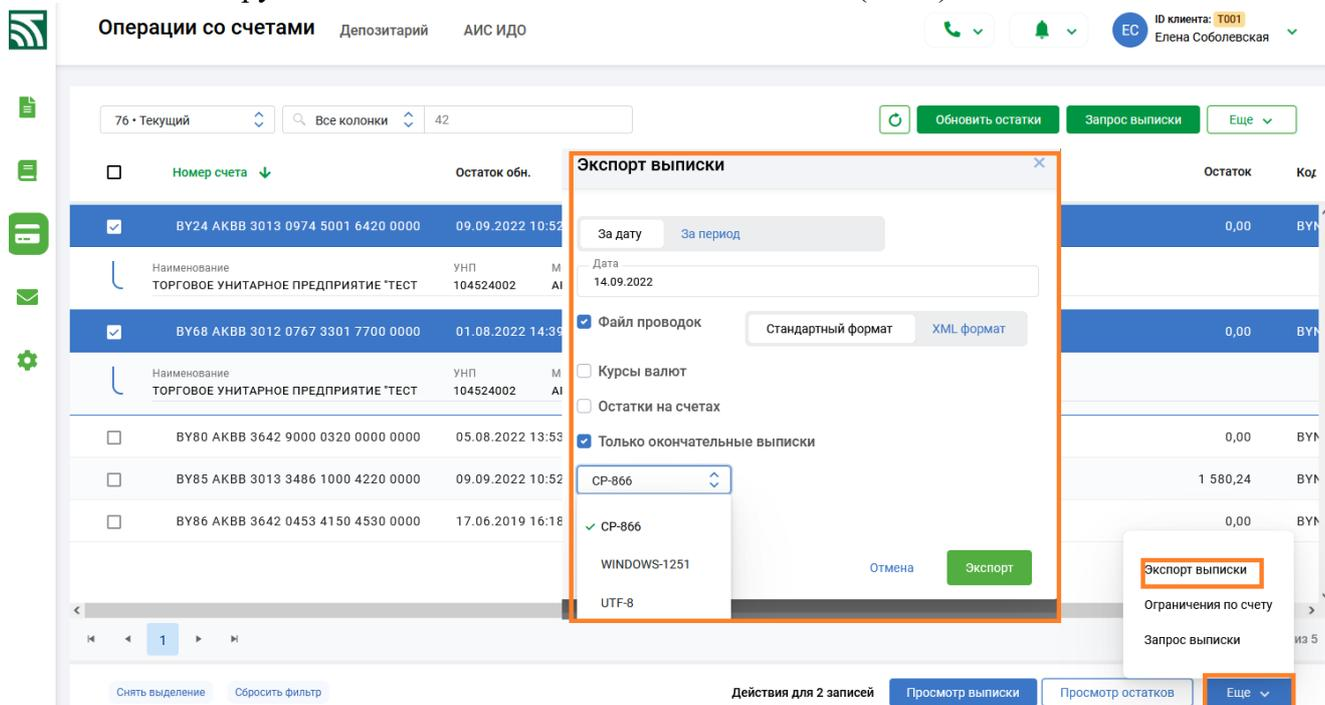 Операции со счетами Депозитарий АИС ИДО
ID клиента: T001
ЕС Елена Соболевская
76 • Текущий Все колонки 42 Обновить остатки Запрос выписки Еще
Номер счета Остаток обн. Остаток
Экспорт выписки
BY24 AKBB 3013 0974 5001 6420 0000 09.09.2022 10:52 0,00
За дату За период
Наименование УНП
ТОРГОВОЕ УНИТАРНОЕ ПРЕДПРИЯТИЕ "ТЕСТ 104524002
Дата
14.09.2022
BY68 AKBB 3012 0767 3301 7700 0000 01.08.2022 14:39 0,00
Файл проводок Стандартный формат XML формат
Наименование УНП
ТОРГОВОЕ УНИТАРНОЕ ПРЕДПРИЯТИЕ "ТЕСТ 104524002
Курсы валют
Остатки на счетах
BY80 AKBB 3642 9000 0320 0000 0000 05.08.2022 13:53 0,00
Только окончательные выписки
BY85 AKBB 3013 3486 1000 4220 0000 09.09.2022 10:52 1 580,24
CP-866
BY86 AKBB 3642 0453 4150 4530 0000 17.06.2019 16:18 0,00
CP-866
WINDOWS-1251
UTF-8
Отмена Экспорт
Экспорт выписки
Ограничения по счету
Запрос выписки
1 из 5
Снять выделение Сбросить фильтр Действия для 2 записей Просмотр выписки Просмотр остатков Еще